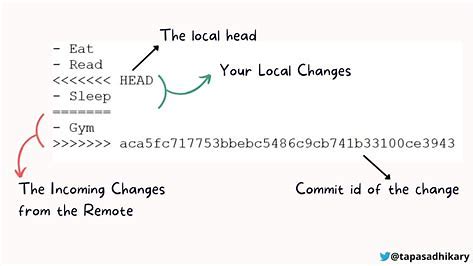 The local head
- Eat
- Read
<<<<<<< HEAD
Your Local Changes
- Sleep
=======
- Gym
>>>>>>> aca5fc717753bbebc5486c9cb741b33100ce3943
The Incoming Changes
from the Remote
Commit id of the change
@tapasadhikary